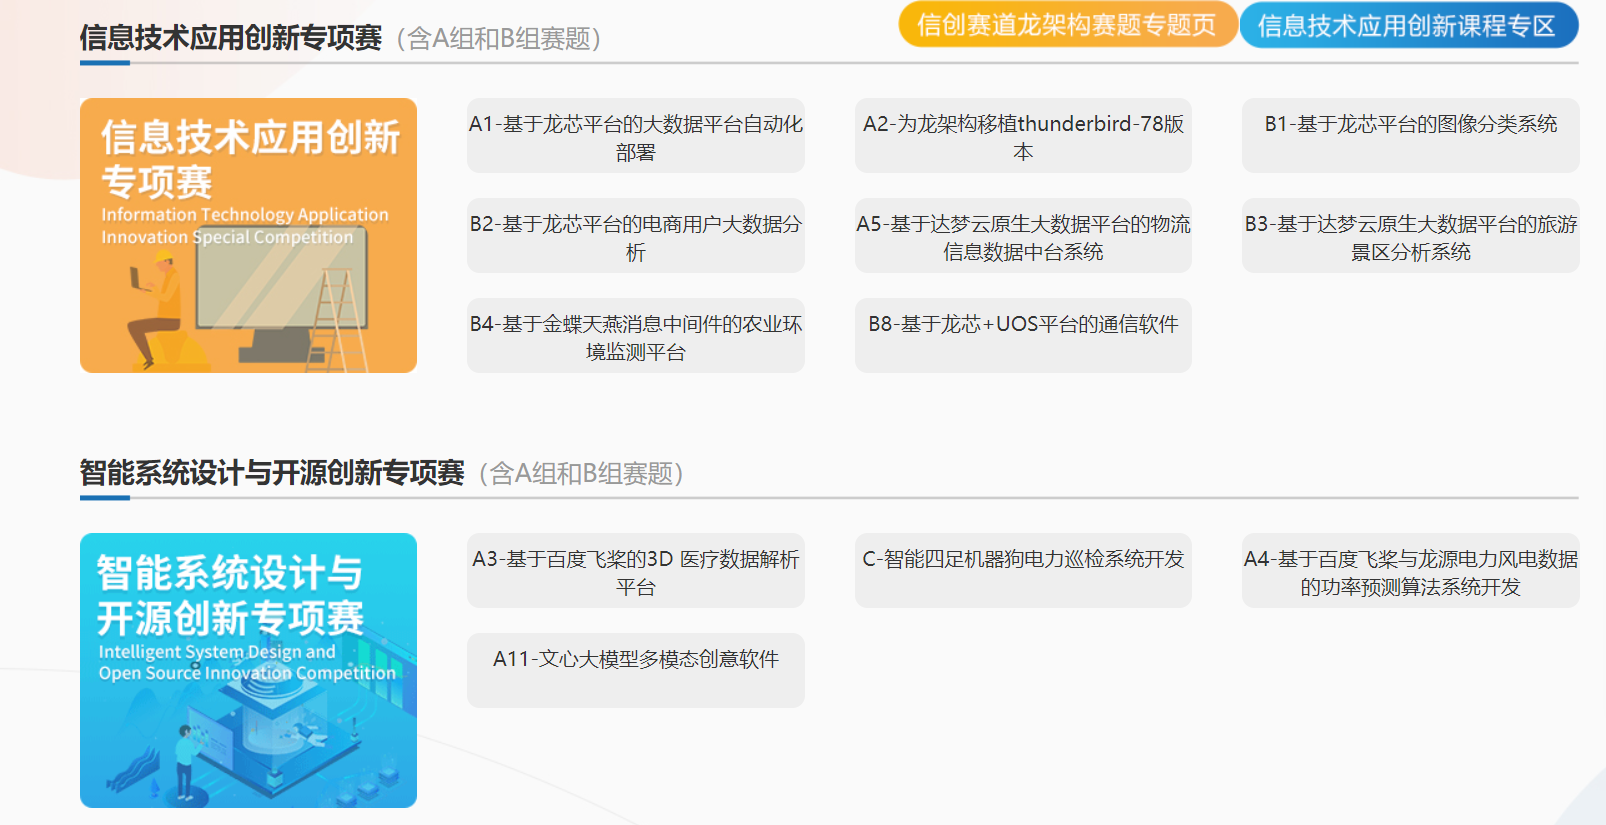 信息技术应用创新专项赛（含A组和B组赛题）
信创赛道龙架构赛题专题页
信息技术应用创新课程专区
信息技术应用创新
专项赛
Information Technology Application
Innovation Special Competition
A1-基于龙芯平台的大数据平台自动化
部署
A2-为龙架构移植thunderbird-78版
本
B1-基于龙芯平台的图像分类系统
B2-基于龙芯平台的电商用户大数据分
析
A5-基于达梦云原生大数据平台的物流
信息数据中台系统
B3-基于达梦云原生大数据平台的旅游
景区分析系统
B4-基于金蝶天燕消息中间件的农业环
境监测平台
B8-基于龙芯+UOS平台的通信软件
智能系统设计与开源创新专项赛（含A组和B组赛题）
智能系统设计与
开源创新专项赛
Intelligent System Design and
Open Source Innovation Competition
A3-基于百度飞桨的3D 医疗数据解析
平台
C-智能四足机器狗电力巡检系统开发
A4-基于百度飞桨与龙源电力风电数据
的功率预测算法系统开发
A11-文心大模型多模态创意软件